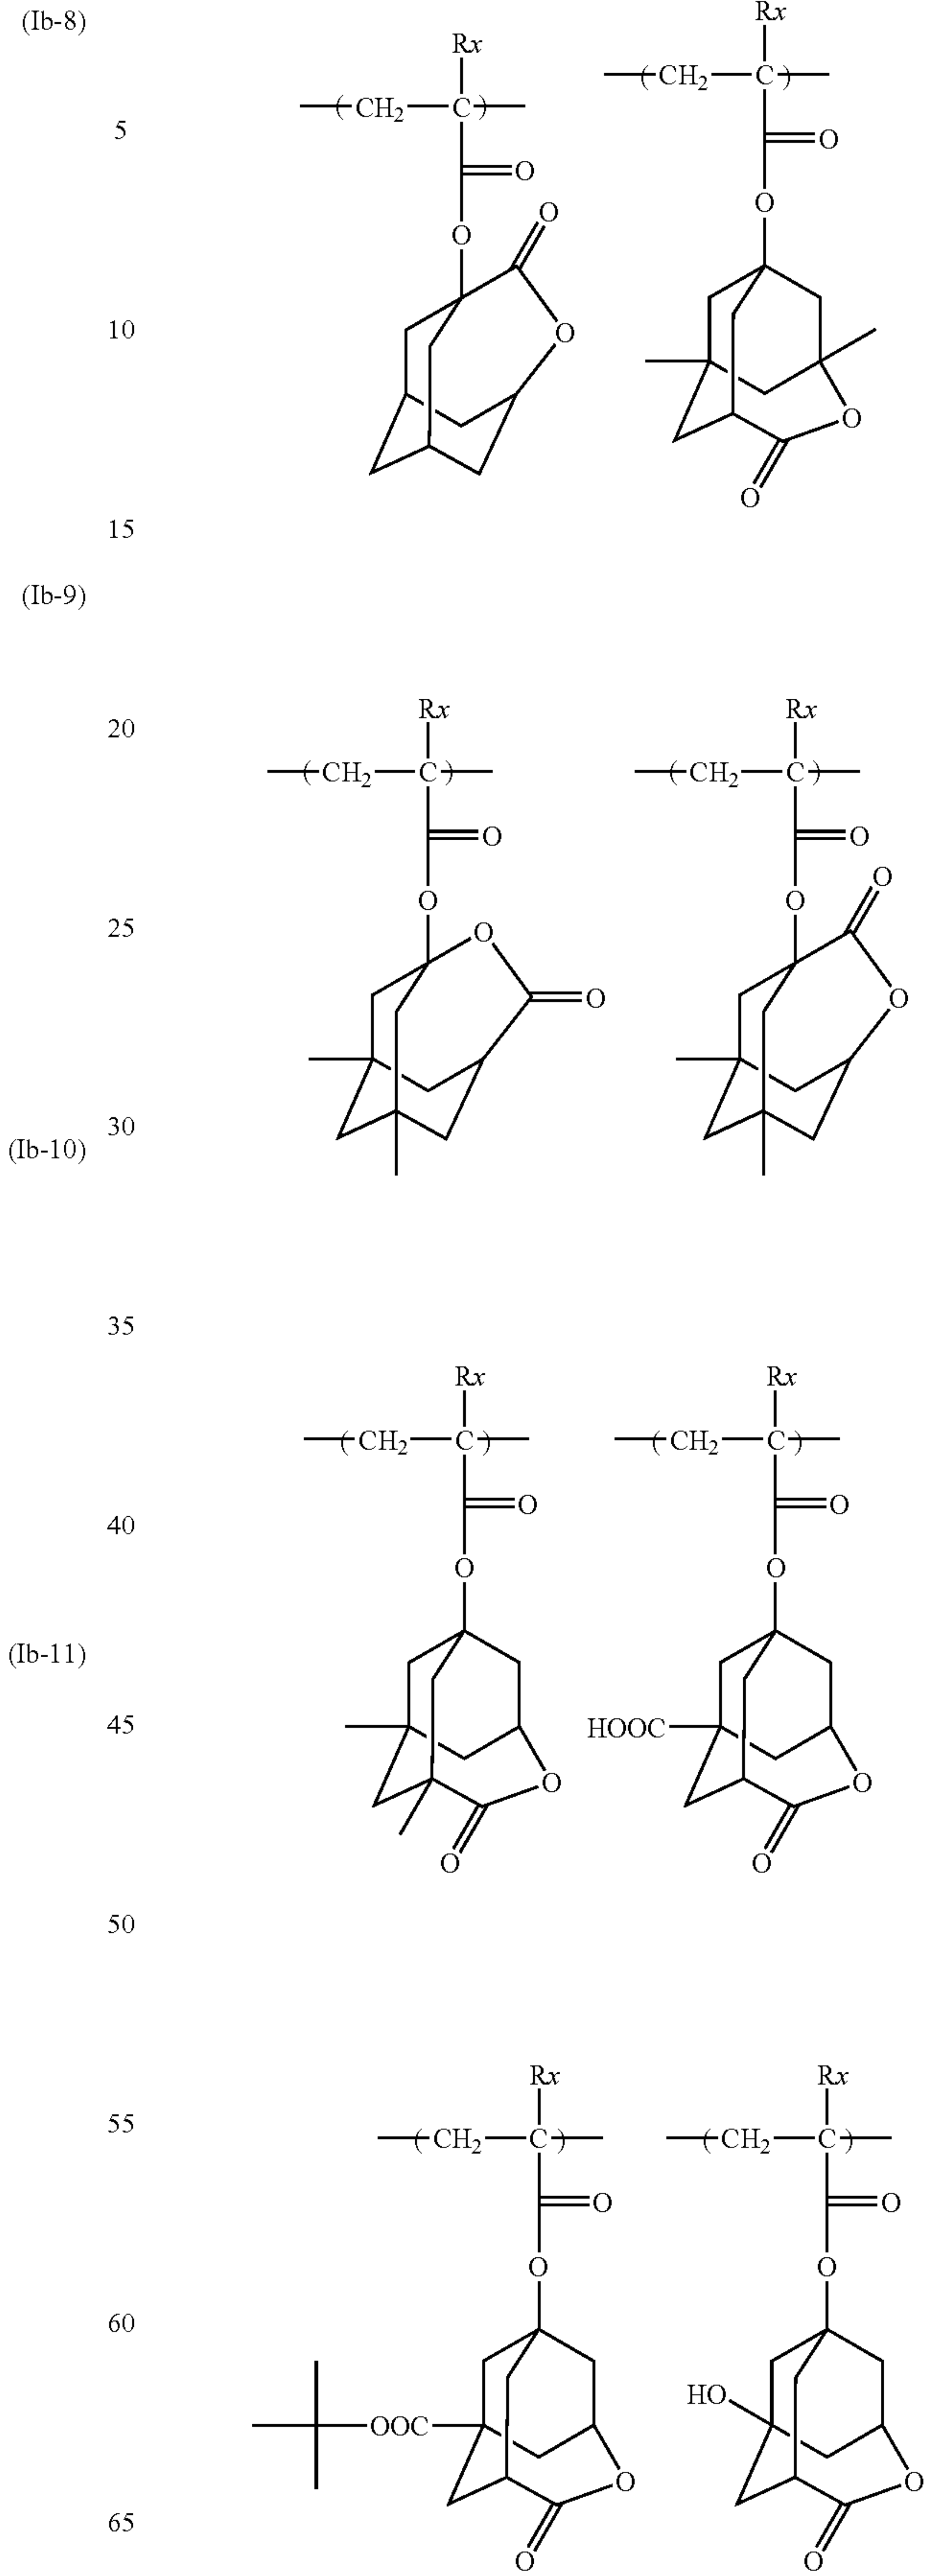 (Ib-8)
Rx Rx
—(CH₂—C)— —(CH₂—C)—
5
O O
O O
O
10
O
O
O
15
(Ib-9)
20
Rx Rx
—(CH₂—C)— —(CH₂—C)—
O O
O
O O
25
O
O O
30
(Ib-10)
35
Rx Rx
—(CH₂—C)— —(CH₂—C)—
O O
40
O O
(Ib-11)
45
HOOC
O O
O O
50
Rx Rx
55
—(CH₂—C)— —(CH₂—C)—
O O
O O
60
HO
OOC
O O
65
O O